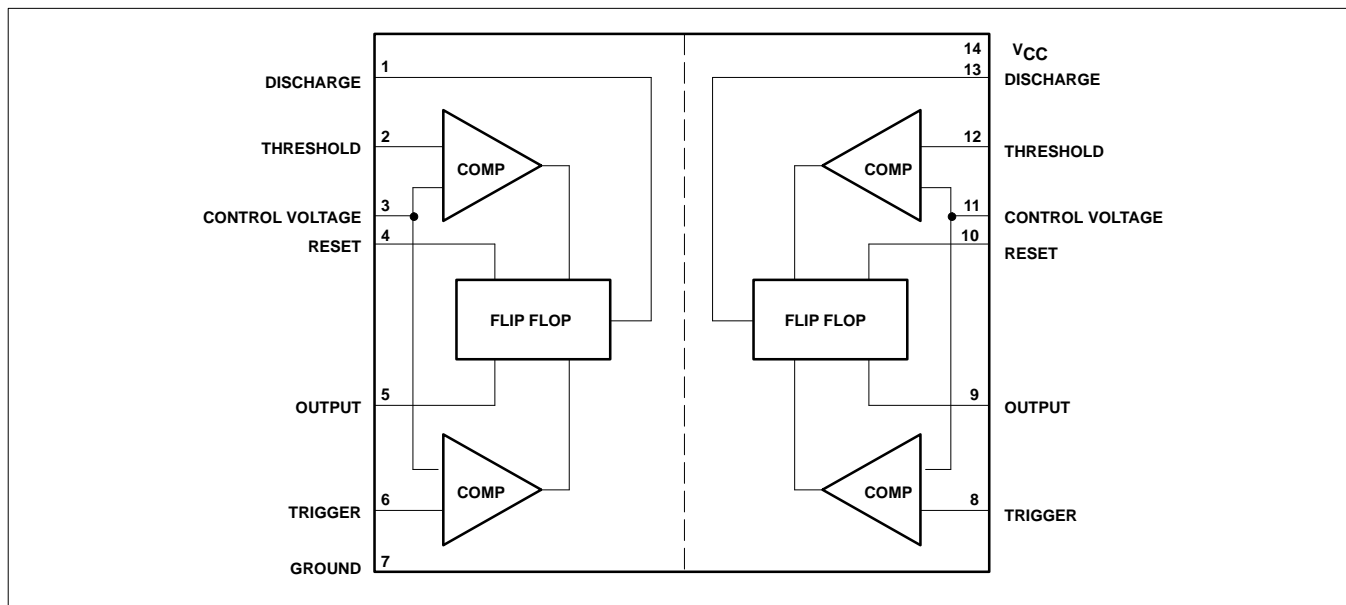 1
DISCHARGE
2
THRESHOLD
COMP
3
CONTROL VOLTAGE
4
RESET
FLIP FLOP
5
OUTPUT
COMP
6
TRIGGER
7
GROUND
14 VCC
13
DISCHARGE
12
THRESHOLD
COMP
11
CONTROL VOLTAGE
10
RESET
FLIP FLOP
9
OUTPUT
COMP
8
TRIGGER